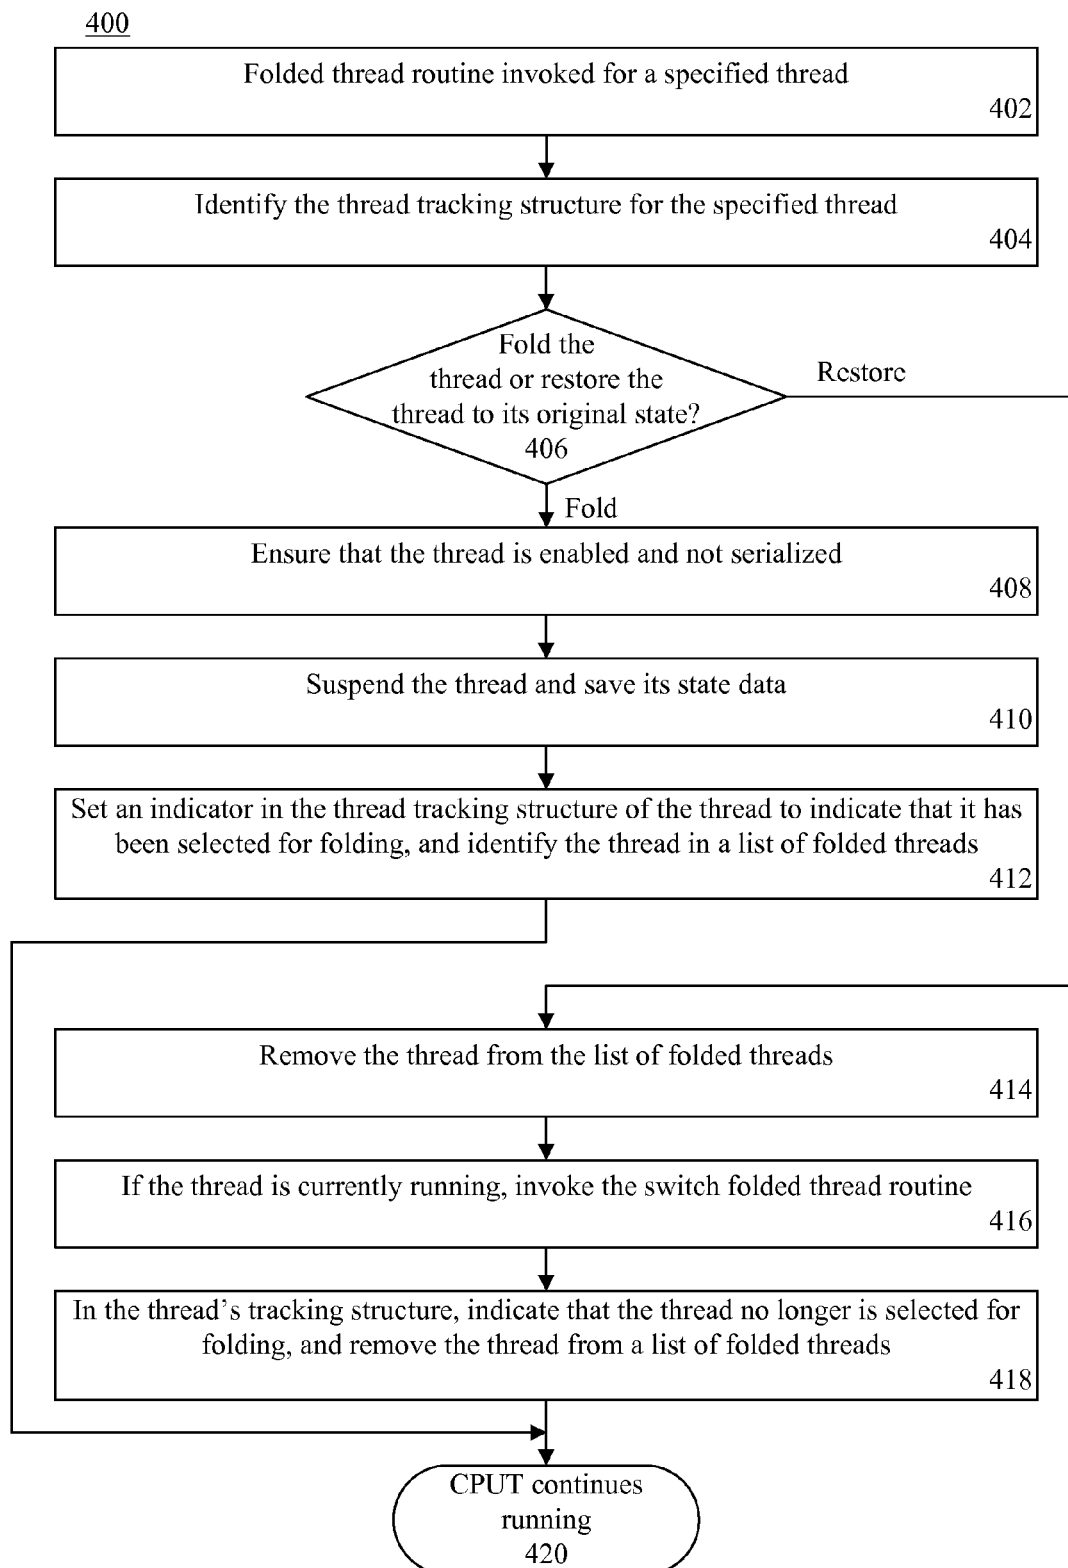 400
Folded thread routine invoked for a specified thread
402
Identify the thread tracking structure for the specified thread
404
Fold the
thread or restore the
thread to its original state?
406
Restore
Fold
Ensure that the thread is enabled and not serialized
408
Suspend the thread and save its state data
410
Set an indicator in the thread tracking structure of the thread to indicate that it has
been selected for folding, and identify the thread in a list of folded threads
412
Remove the thread from the list of folded threads
414
If the thread is currently running, invoke the switch folded thread routine
416
In the thread’s tracking structure, indicate that the thread no longer is selected for
folding, and remove the thread from a list of folded threads
418
CPUT continues
running
420